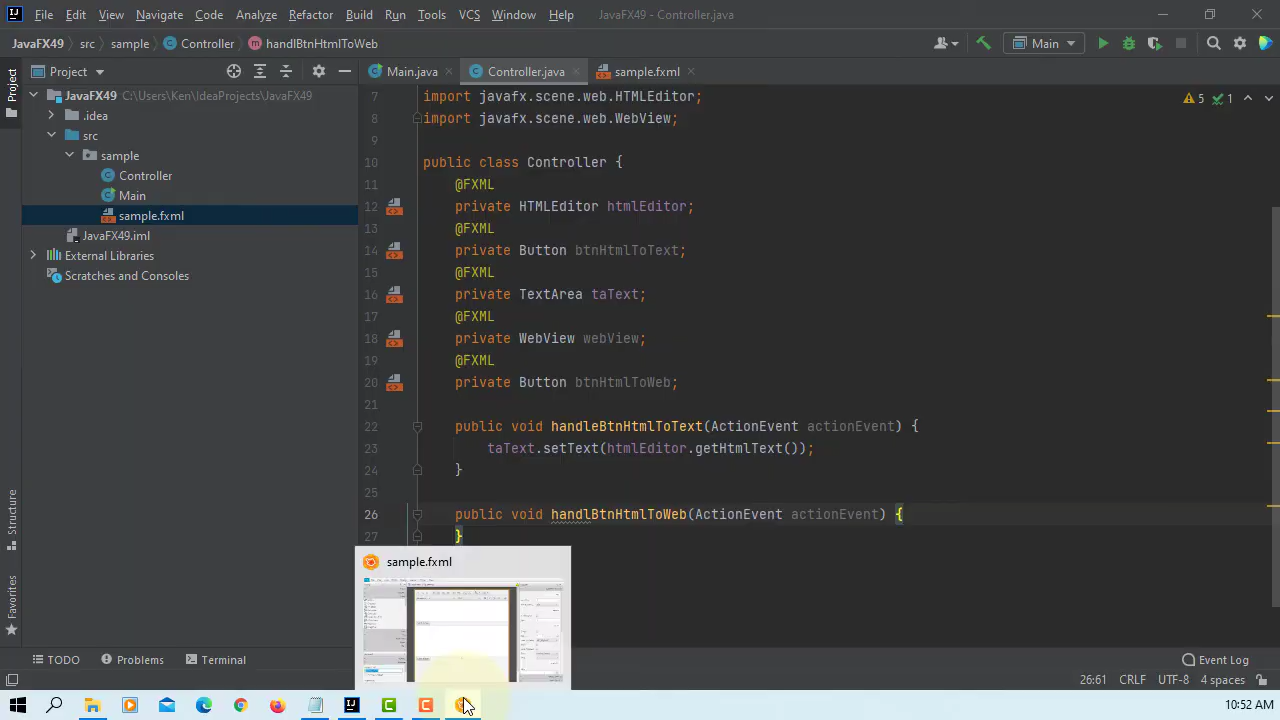 File Edit View Navigate Code Analyze Refactor Build Run Tools VCS Window Help JavaFX49 - Controller.java
JavaFX49 src sample Controller handlBtnHtmlToWeb Main
Project Main.java Controller.java sample.fxml
JavaFX49 C:\Users\Ken\IdeaProjects\JavaFX49
.idea
src
sample
Controller
Main
sample.fxml
JavaFX49.iml
External Libraries
Scratches and Consoles
Project
Structure
Favorites
5 1
7 import javafx.scene.web.HTMLEditor;
8 import javafx.scene.web.WebView;
9
10 public class Controller {
11 @FXML
12 private HTMLEditor htmlEditor;
13 @FXML
14 private Button btnHtmlToText;
15 @FXML
16 private TextArea taText;
17 @FXML
18 private WebView webView;
19 @FXML
20 private Button btnHtmlToWeb;
21
22 public void handleBtnHtmlToText(ActionEvent actionEvent) {
23 taText.setText(htmlEditor.getHtmlText());
24 }
25
26 public void handlBtnHtmlToWeb(ActionEvent actionEvent) {
27 }
sample.fxml
TODO Problems Terminal Event Log
26:61 CRLF UTF-8 4 spaces
10:52 AM